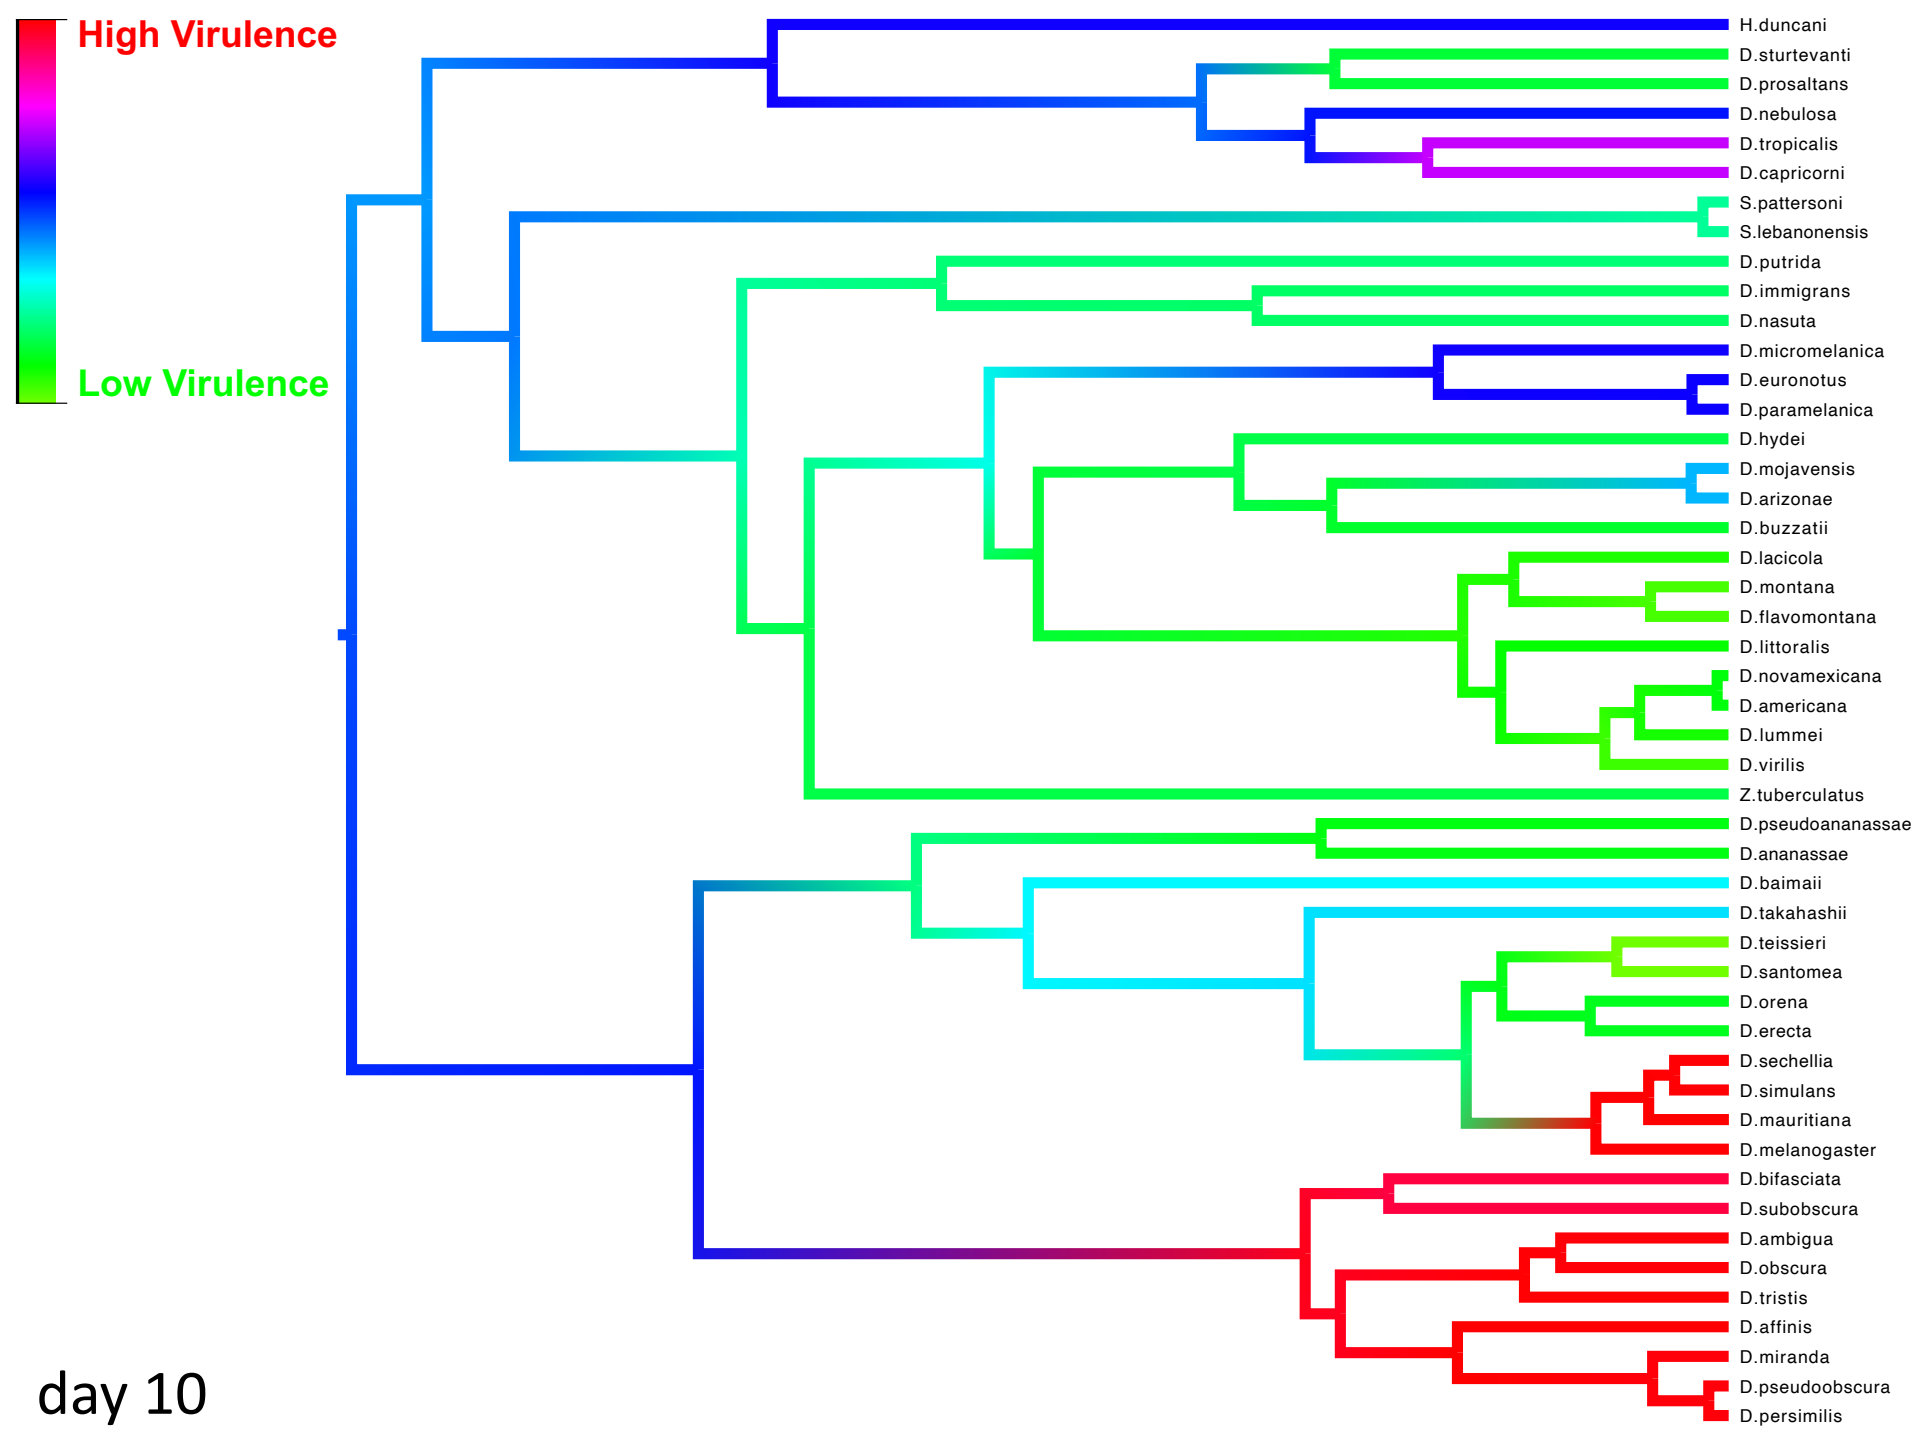 High Virulence
Low Virulence
H.duncani
D.sturtevanti
D.prosaltans
D.nebulosa
D.tropicalis
D.capricorni
S.pattersoni
S.lebanonensis
D.putrida
D.immigrans
D.nasuta
D.micromelanica
D.euronotus
D.paramelanica
D.hydei
D.mojavensis
D.arizonae
D.buzzatii
D.lacicola
D.montana
D.flavomontana
D.littoralis
D.novamexicana
D.americana
D.lummei
D.virilis
Z.tuberculatus
D.pseudoananassae
D.ananassae
D.baimaii
D.takahashii
D.teissieri
D.santomea
D.orena
D.erecta
D.sechellia
D.simulans
D.mauritiana
D.melanogaster
D.bifasciata
D.subobscura
D.ambigua
D.obscura
D.tristis
D.affinis
D.miranda
D.pseudoobscura
D.persimilis
day 10